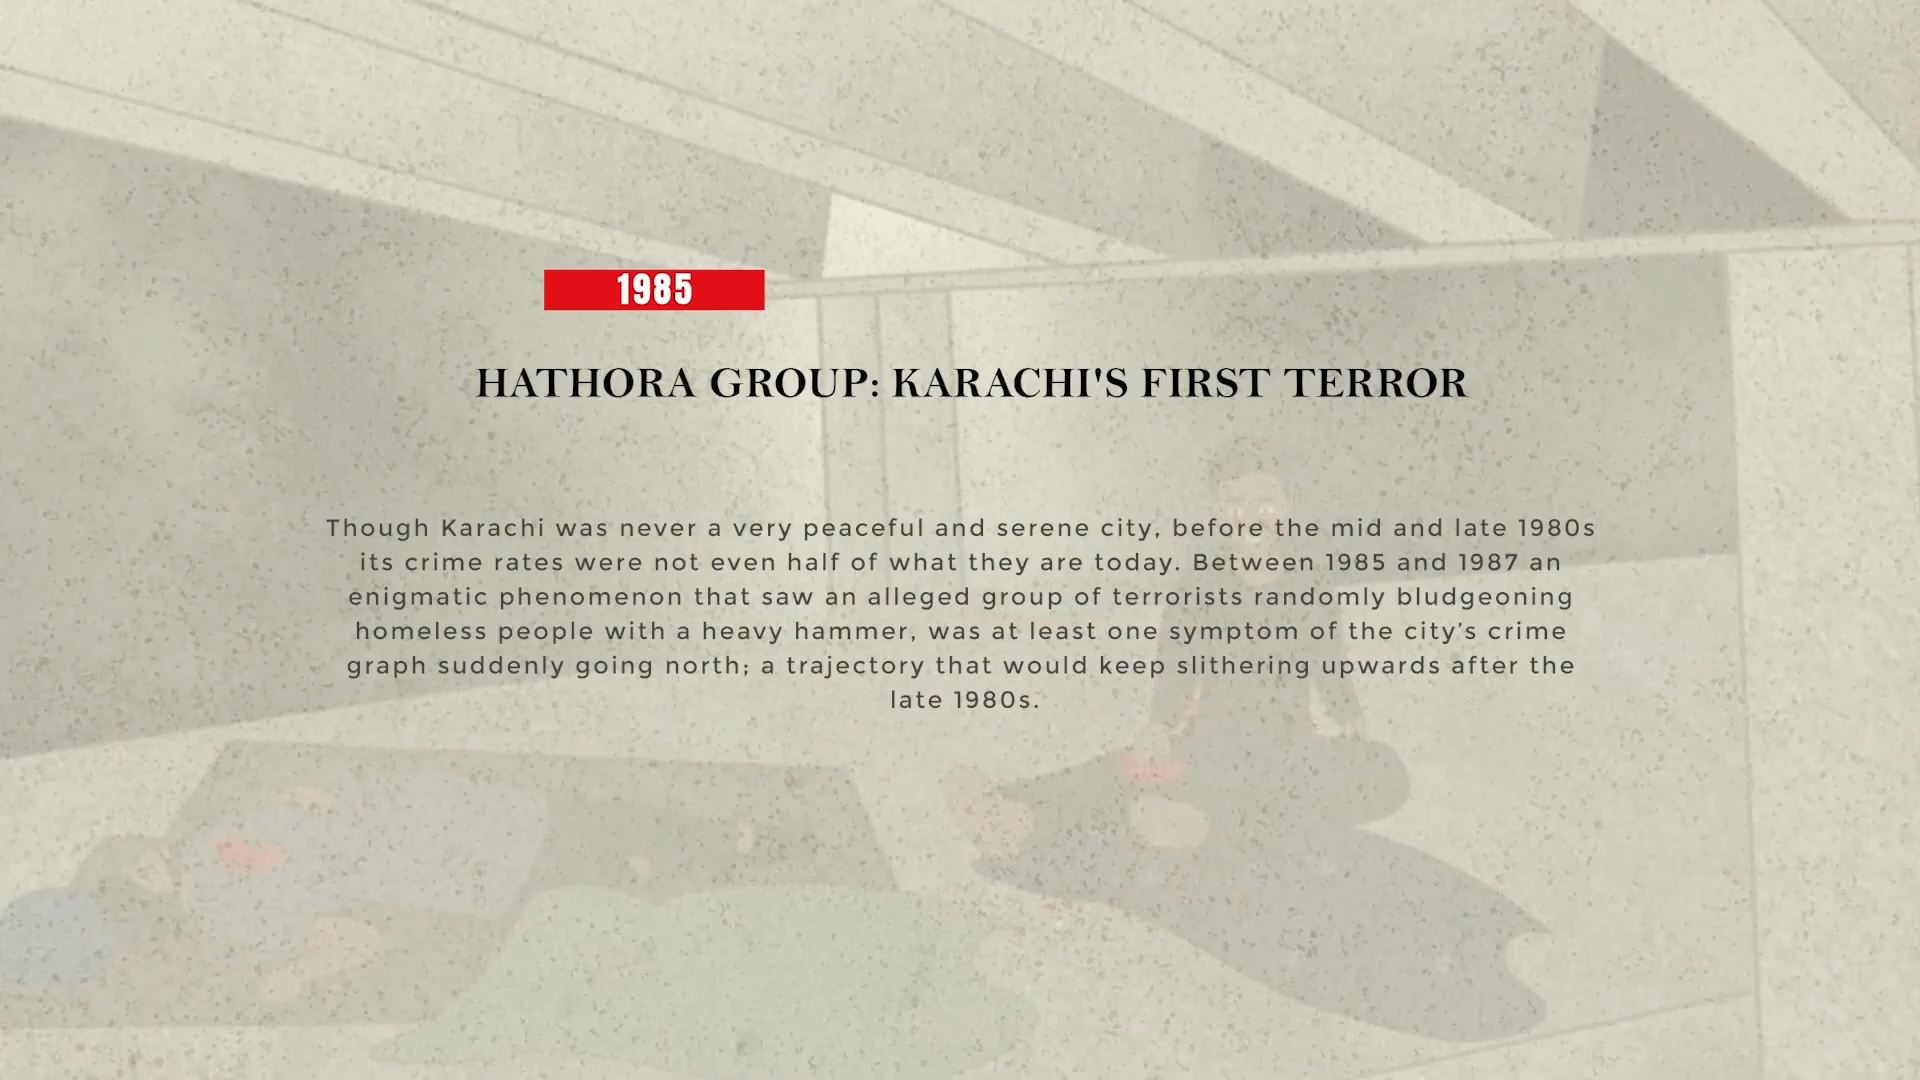 1985
HATHORA GROUP: KARACHI'S FIRST TERROR
Though Karachi was never a very peaceful and serene city, before the mid and late 1980s
its crime rates were not even half of what they are today. Between 1985 and 1987 an
enigmatic phenomenon that saw an alleged group of terrorists randomly bludgeoning
homeless people with a heavy hammer, was at least one symptom of the city’s crime
graph suddenly going north; a trajectory that would keep slithering upwards after the
late 1980s.